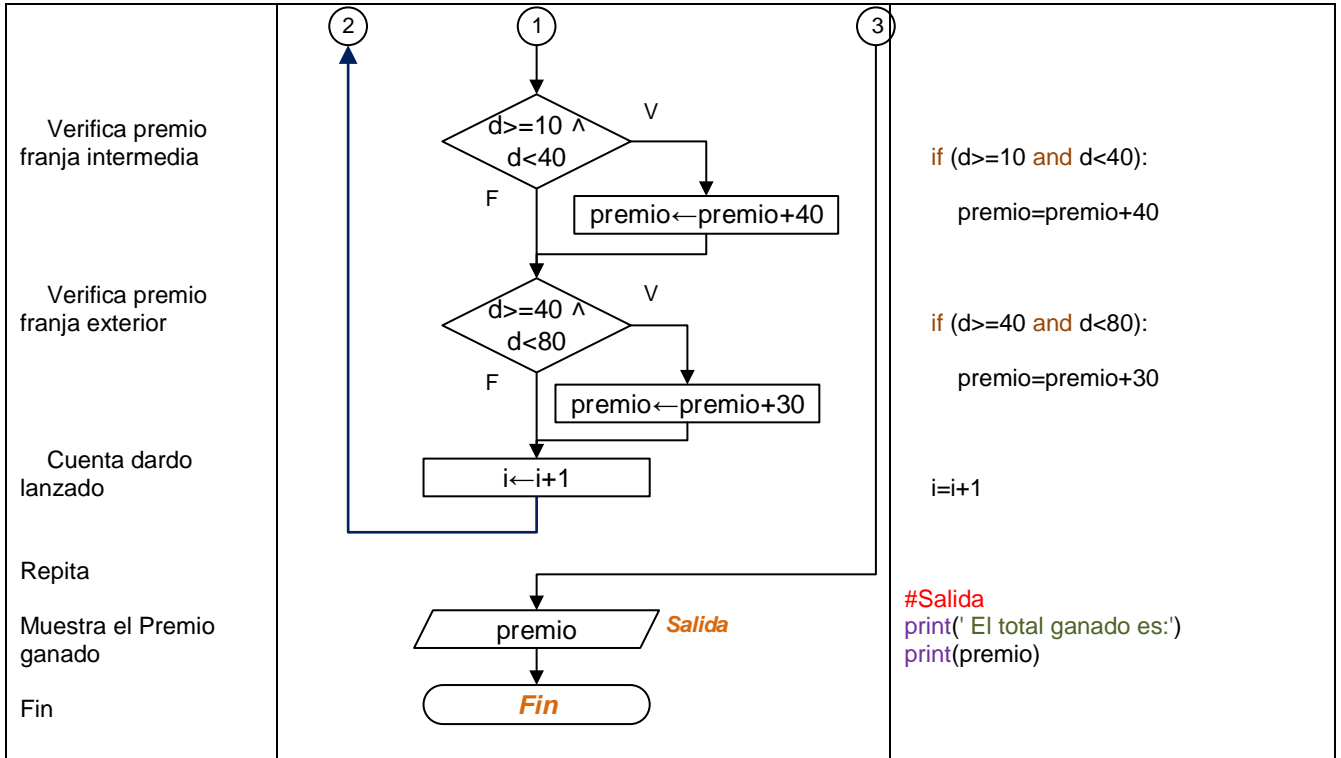 2
1
3
Verifica premio
franja intermedia
d>=10 ˄
d<40
V
F
premio←premio+40
if (d>=10 and d<40):
premio=premio+40
Verifica premio
franja exterior
d>=40 ˄
d<80
V
F
premio←premio+30
if (d>=40 and d<80):
premio=premio+30
Cuenta dardo
lanzado
i←i+1
i=i+1
Repita
Muestra el Premio
ganado
premio
Salida
#Salida
print(' El total ganado es:')
print(premio)
Fin
Fin